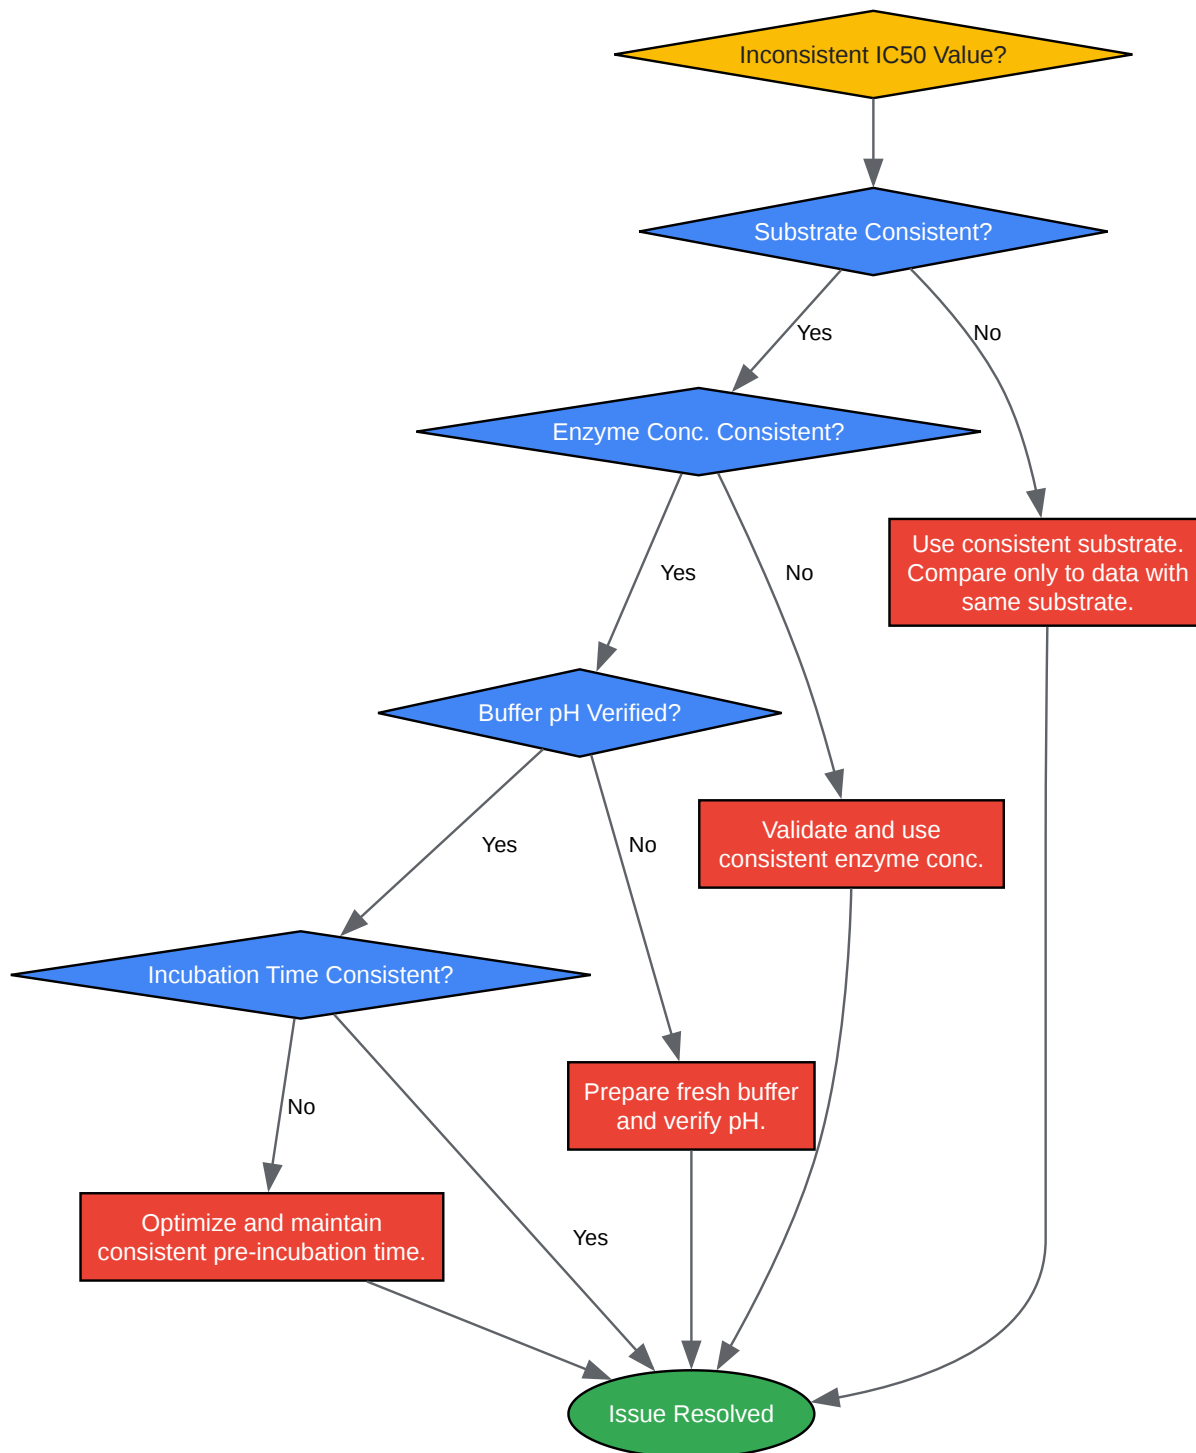 Inconsistent IC50 Value?
Substrate Consistent?
Yes
No
Enzyme Conc. Consistent?
Use consistent substrate.
Compare only to data with
same substrate.
Yes
No
Buffer pH Verified?
Validate and use
consistent enzyme conc.
Yes
No
Incubation Time Consistent?
Prepare fresh buffer
and verify pH.
No
Optimize and maintain
consistent pre-incubation time.
Yes
Issue Resolved